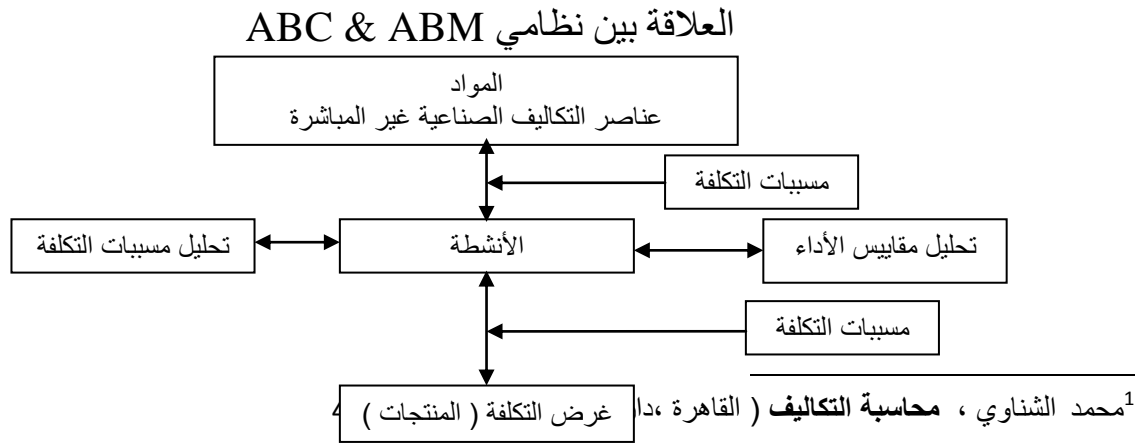 العلاقة بين نظامي ABC & ABM
المواد
عناصر التكاليف الصناعية غير المباشرة
مسببات التكلفة
تحليل مقاييس الأداء
الأنشطة
تحليل مسببات التكلفة
مسببات التكلفة
غرض التكلفة ( المنتجات )
1محمد الشناوي ، محاسبة التكاليف ( القاهرة ،